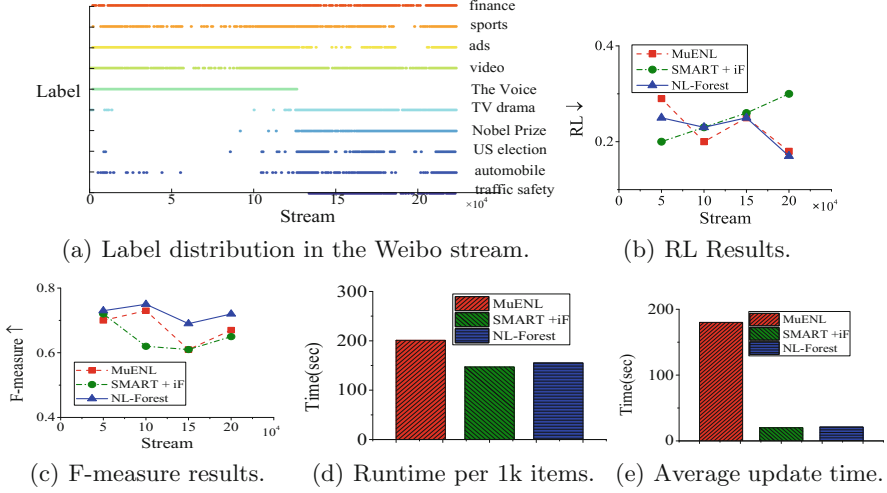 finance
sports
ads
video
Label
The Voice
TV drama
Nobel Prize
US election
automobile
traffic safety
0 5 10 15 20
×10⁴
Stream
(a) Label distribution in the Weibo stream.
0.4
0.2
RL ↓
MuENL
SMART + iF
NL-Forest
0 5 10 15 20
×10⁴
Stream
(b) RL Results.
0.8
0.6
0.4
F-measure ↑
MuENL
SMART + iF
NL-Forest
0 5 10 15 20 10⁴
Stream
(c) F-measure results.
300
150
0
Time(sec)
MuENL
SMART +iF
NL-Forest
(d) Runtime per 1k items.
200
100
0
Time(sec)
MuENL
SMART +iF
NL-Forest
(e) Average update time.